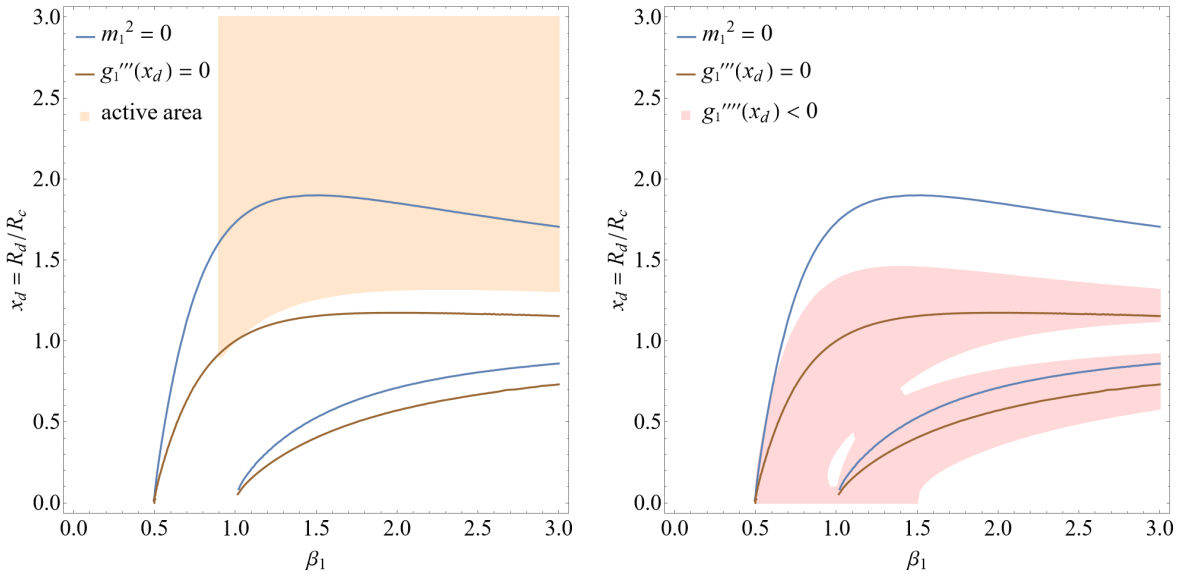 3.0
2.5
2.0
1.5
1.0
0.5
0.0
x_d = R_d/R_c
m₁² = 0
g₁′′′(x_d) = 0
active area
0.0 0.5 1.0 1.5 2.0 2.5 3.0
β₁
3.0
2.5
2.0
1.5
1.0
0.5
0.0
x_d = R_d/R_c
m₁² = 0
g₁′′′(x_d) = 0
g₁′′′′(x_d) < 0
0.0 0.5 1.0 1.5 2.0 2.5 3.0
β₁